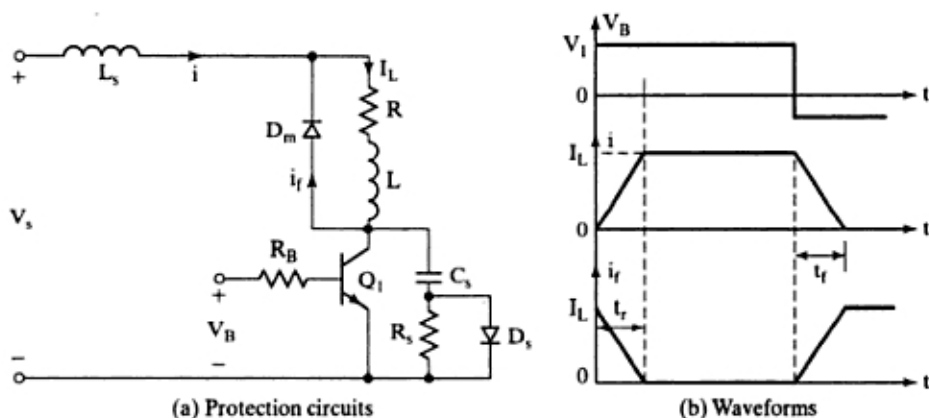 +
L_s
i
I_L
R
D_m
i_f
L
V_s
R_B
+
V_B
−
Q_1
C_s
R_s
D_s
−
(a) Protection circuits
V_B
V_1
0
t
i
I_L
0
t
t_f
i_f
I_L
t_r
0
t
(b) Waveforms